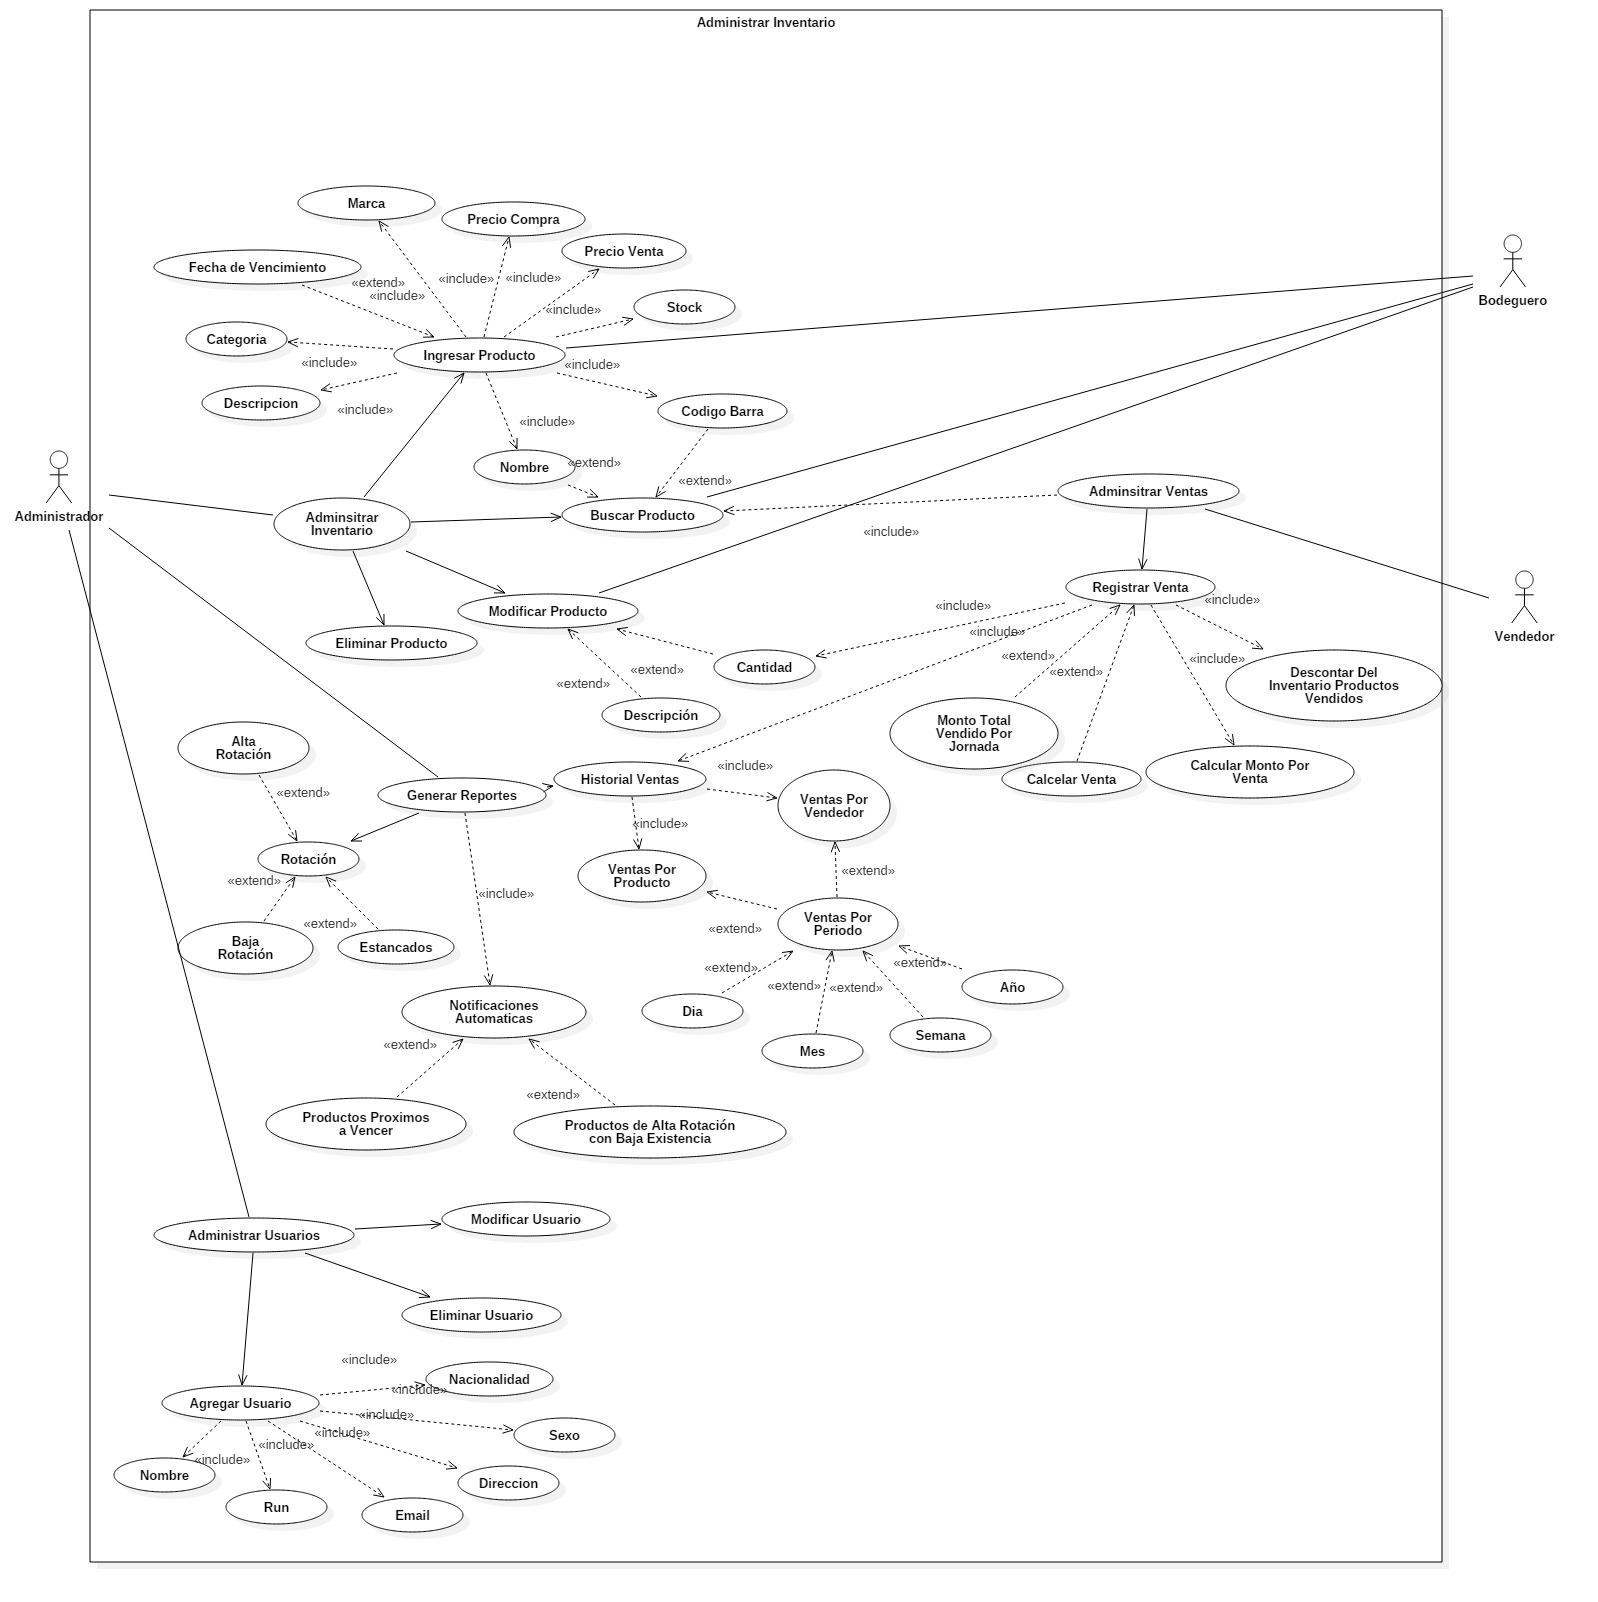 Administrar Inventario
Marca
Precio Compra
Precio Venta
Fecha de Vencimiento
«extend»
«include»
«include»
«include»
«include»
Stock
Bodeguero
Categoria
Ingresar Producto
«include»
«include»
Descripcion
«include»
Codigo Barra
«include»
Nombre
«extend»
«extend»
Administrador
Adminsitrar
Inventario
Buscar Producto
Adminsitrar Ventas
«include»
Registrar Venta
«include»
«include»
«include»
Modificar Producto
Eliminar Producto
Vendedor
«extend»
«extend»
«include»
«extend»
«extend»
Cantidad
Descontar Del
Inventario Productos
Vendidos
Descripción
Monto Total
Vendido Por
Jornada
Alta
Rotación
«include»
Historial Ventas
Calcelar Venta
Calcular Monto Por
Venta
Generar Reportes
«extend»
Ventas Por
Vendedor
«include»
Rotación
«extend»
«include»
Ventas Por
Producto
«extend»
«extend»
Ventas Por
Periodo
«extend»
Baja
Rotación
Estancados
«extend»
«extend»
«extend»
«extend»
Año
Notificaciones
Automaticas
Dia
Semana
Mes
«extend»
«extend»
Productos Proximos
a Vencer
Productos de Alta Rotación
con Baja Existencia
Modificar Usuario
Administrar Usuarios
Eliminar Usuario
«include»
Nacionalidad
«include»
Agregar Usuario
«include»
«include»
Sexo
«include»
«include»
Nombre
Direccion
Run
Email